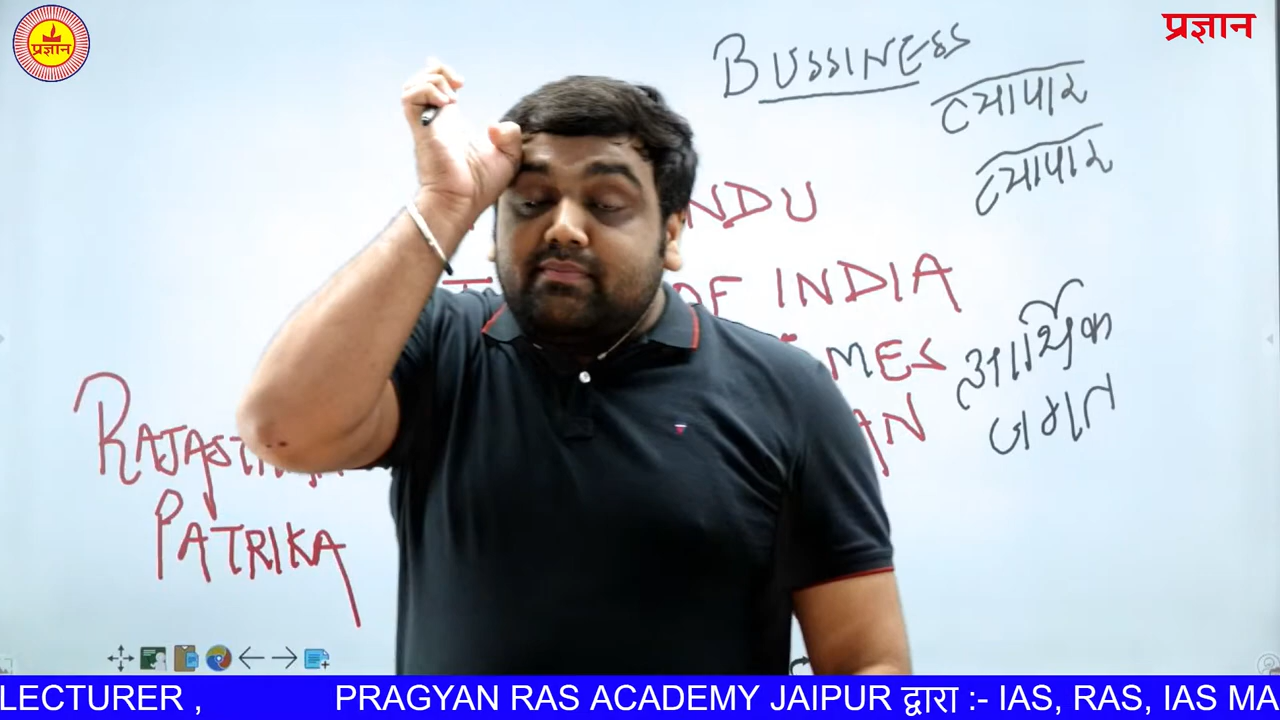 प्रज्ञान
प्रज्ञान
BUSSINESS
व्यापार
व्यापार
NDU
OF INDIA
MES
आर्थिक
जगत
AN
RAJASTHAN
PATRIKA
LECTURER , PRAGYAN RAS ACADEMY JAIPUR द्वारा :- IAS, RAS, IAS MA